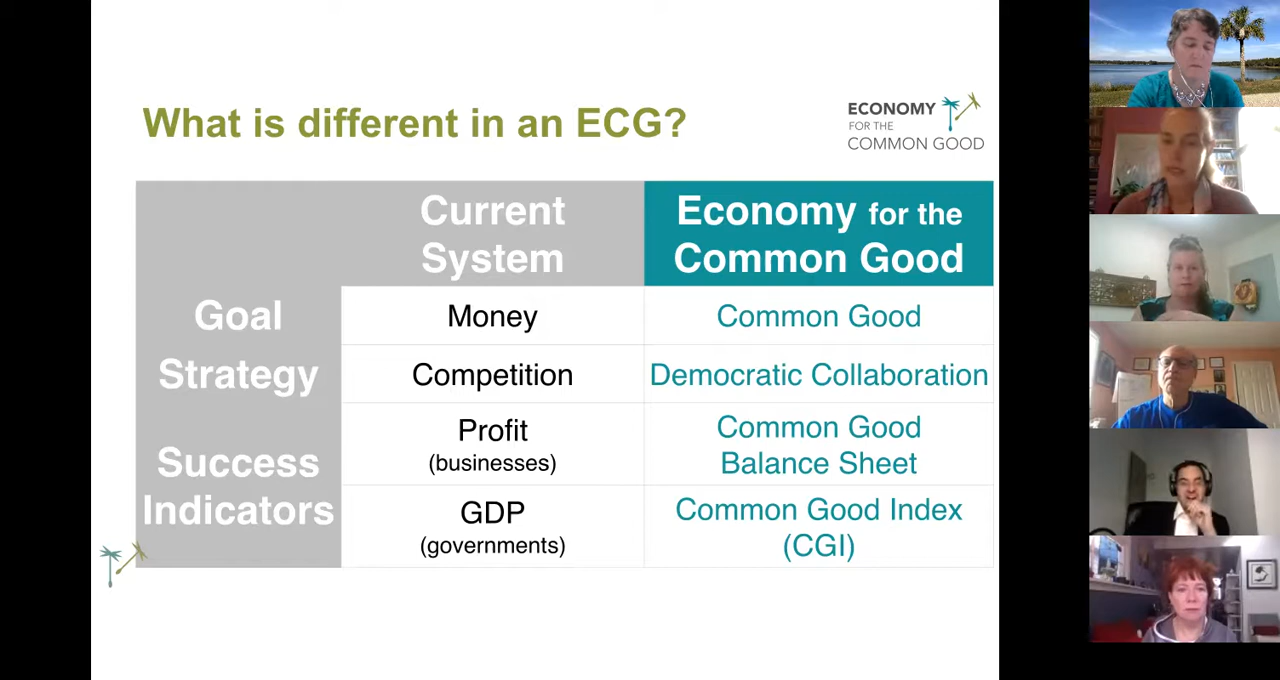 What is different in an ECG?
ECONOMY
FOR THE
COMMON GOOD
Current
System
Economy for the
Common Good
Goal
Money
Common Good
Strategy
Competition
Democratic Collaboration
Success
Indicators
Profit
(businesses)
Common Good
Balance Sheet
GDP
(governments)
Common Good Index
(CGI)